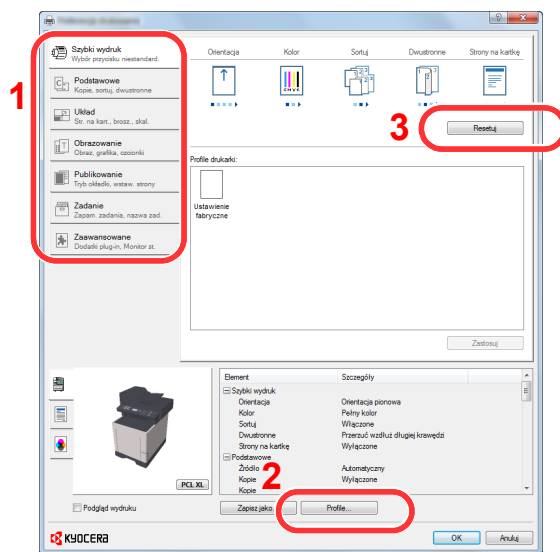 1
Szybki wydruk
Wybór przycisku niestandard.
Podstawowe
Kopie, sortuj, dwustronne
Układ
Str. na kart., brosz., skal.
Obrazowanie
Obraz, grafika, czcionki
Publikowanie
Tryb okładki, wstaw. strony
Zadanie
Zapam. zadania, nazwa zad.
Zaawansowane
Dodatki plug-in, Monitor st.
Orientacja Kolor Sortuj Dwustronne Strony na kartkę
CMYK
3
Resetuj
Profile drukarki:
Ustawienie
fabryczne
Zastosuj
Element Szczegóły
Szybki wydruk
Orientacja Orientacja pionowa
Kolor Pełny kolor
Sortuj Włączone
Dwustronne Przerzuć wzdłuż długiej krawędzi
Strony na kartkę Wyłączone
Podstawowe
Źródło Automatyczny
Kopie Wyłączone
Kopie
2
PCL XL
Podgląd wydruku
Zapisz jako...
Profile...
KYOCERA
OK
Anuluj